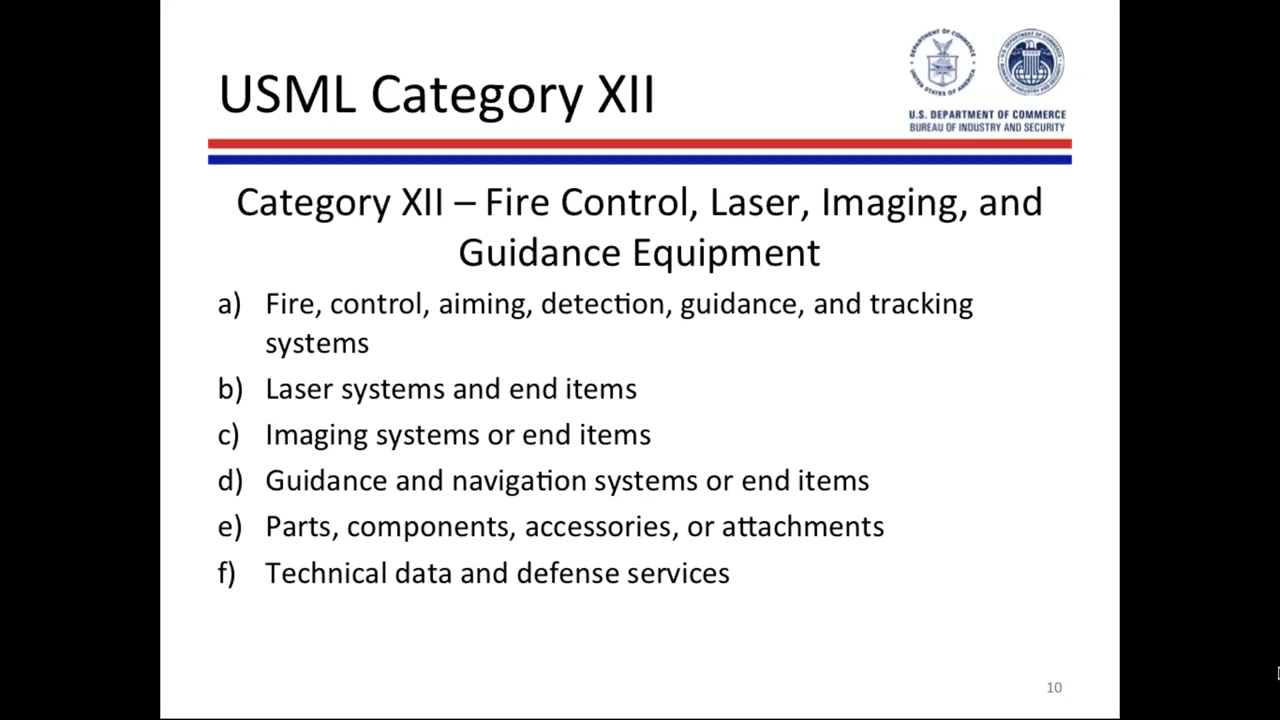 USML Category XII
U.S. DEPARTMENT OF COMMERCE
BUREAU OF INDUSTRY AND SECURITY
Category XII – Fire Control, Laser, Imaging, and
Guidance Equipment
a) Fire, control, aiming, detection, guidance, and tracking
systems
b) Laser systems and end items
c) Imaging systems or end items
d) Guidance and navigation systems or end items
e) Parts, components, accessories, or attachments
f) Technical data and defense services
10